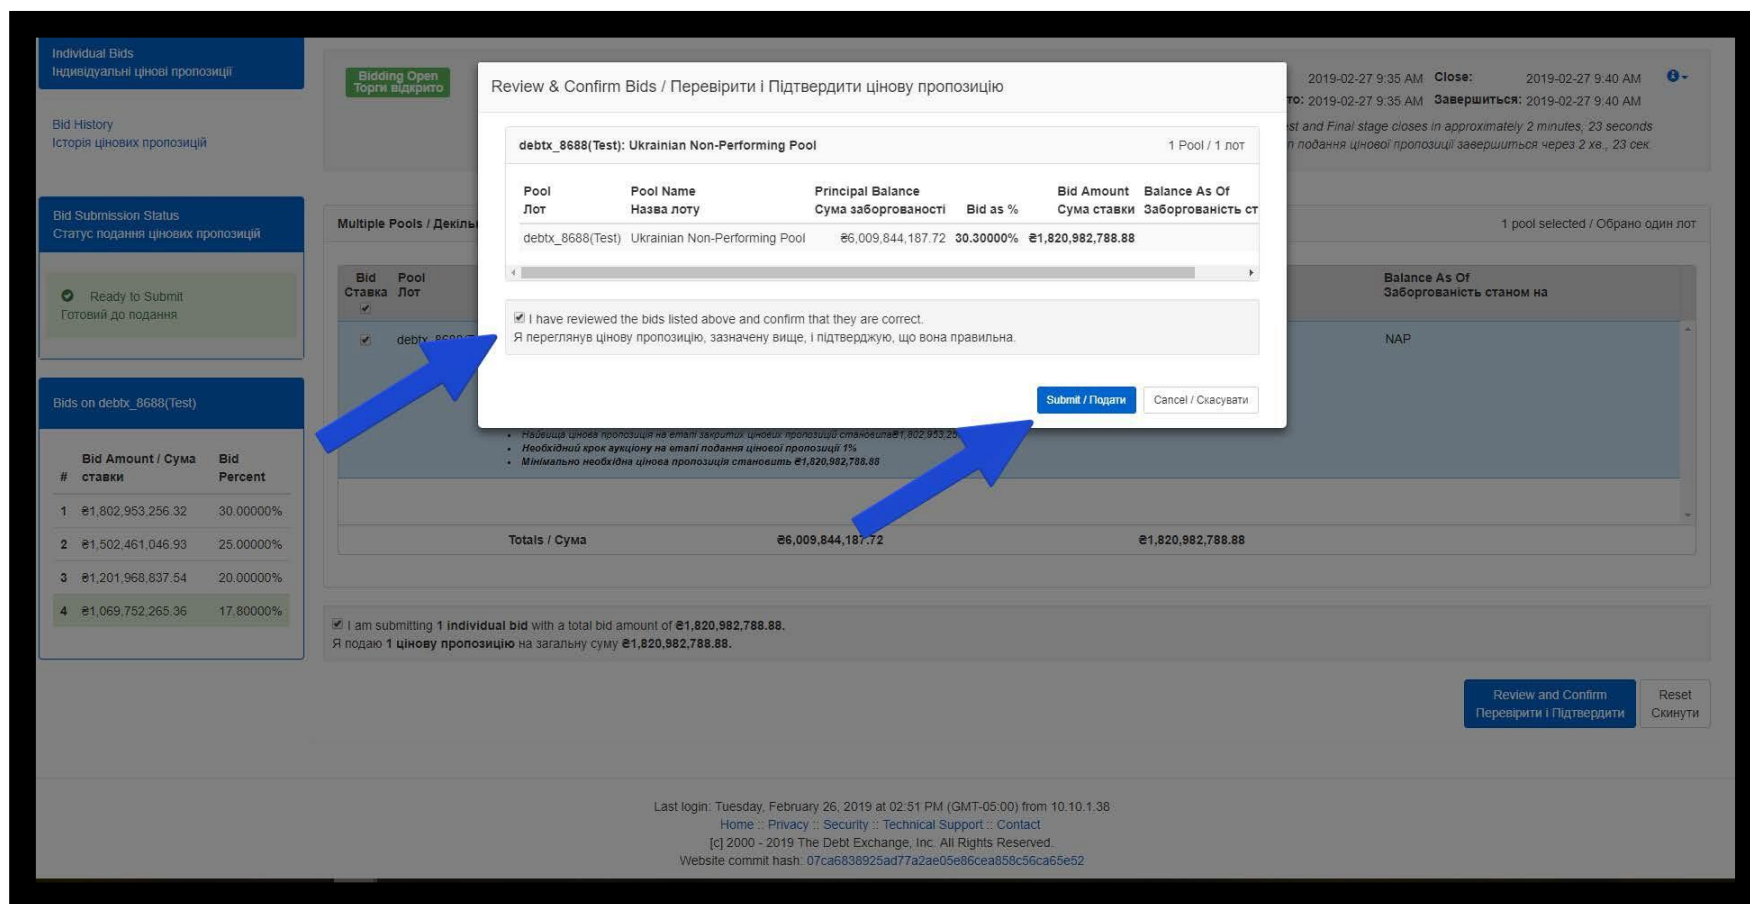 Individual Bids
Індивідуальні цінові пропозиції
Bid History
Історія цінових пропозицій
Bid Submission Status
Статус подання цінових пропозицій
Ready to Submit
Готовий до подання
Bids on debtx_8688(Test)
# Bid Amount / Сума ставки Bid Percent
1 ₴1,802,953,256.32 30.00000%
2 ₴1,502,461,046.93 25.00000%
3 ₴1,201,968,837.54 20.00000%
4 ₴1,069,752,265.36 17.80000%
Bidding Open
Торги відкрито
2019-02-27 9:35 AM Close: 2019-02-27 9:40 AM
то: 2019-02-27 9:35 AM Завершиться: 2019-02-27 9:40 AM
st and Final stage closes in approximately 2 minutes, 23 seconds
п подання цінової пропозиції завершиться через 2 хв., 23 сек.
Review & Confirm Bids / Перевірити і Підтвердити цінову пропозицію
debtx_8688(Test): Ukrainian Non-Performing Pool 1 Pool / 1 лот
Pool Pool Name Principal Balance Bid Amount Balance As Of
Лот Назва лоту Сума заборгованості Bid as % Сума ставки Заборгованість ст
debtx_8688(Test) Ukrainian Non-Performing Pool ₴6,009,844,187.72 30.30000% ₴1,820,982,788.88
I have reviewed the bids listed above and confirm that they are correct.
Я переглянув цінову пропозицію, зазначену вище, і підтверджую, що вона правильна.
Submit / Подати Cancel / Скасувати
Multiple Pools / Декіль 1 pool selected / Обрано один лот
Bid Pool Balance As Of
Ставка Лот Заборгованість станом на
debtx_8688(T NAP
Найвища цінова пропозиція на етапі закритих цінових пропозицій становила₴1,802,953,25
Необхідний крок аукціону на етапі подання цінової пропозиції 1%
Мінімально необхідна цінова пропозиція становить ₴1,820,982,788.88
Totals / Сума ₴6,009,844,187.72 ₴1,820,982,788.88
I am submitting 1 individual bid with a total bid amount of ₴1,820,982,788.88.
Я подаю 1 цінову пропозицію на загальну суму ₴1,820,982,788.88.
Review and Confirm Reset
Перевірити і Підтвердити Скинути
Last login: Tuesday, February 26, 2019 at 02:51 PM (GMT-05:00) from 10.10.1.38
Home :: Privacy :: Security :: Technical Support :: Contact
[c] 2000 - 2019 The Debt Exchange, Inc. All Rights Reserved.
Website commit hash: 07ca6838925ad77a2ae05e86cea858c56ca65e52